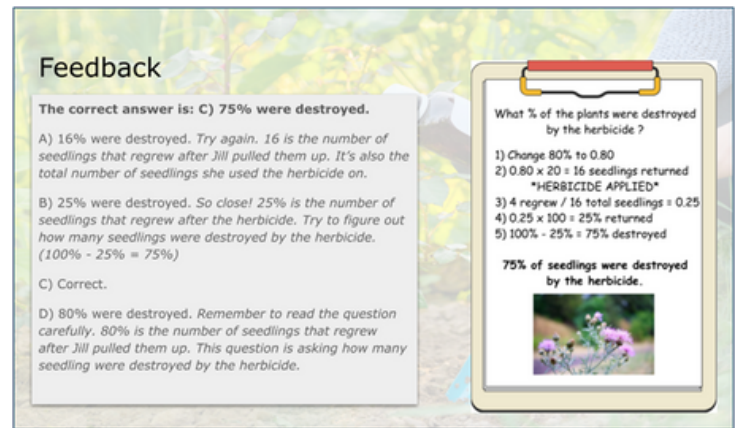 Feedback
The correct answer is: C) 75% were destroyed.
A) 16% were destroyed. Try again. 16 is the number of
seedlings that regrew after Jill pulled them up. It's also the
total number of seedlings she used the herbicide on.
B) 25% were destroyed. So close! 25% is the number of
seedlings that regrew after the herbicide. Try to figure out
how many seedlings were destroyed by the herbicide.
(100% - 25% = 75%)
C) Correct.
D) 80% were destroyed. Remember to read the question
carefully. 80% is the number of seedlings that regrew
after Jill pulled them up. This question is asking how many
seedling were destroyed by the herbicide.
What % of the plants were destroyed
by the herbicide ?
1) Change 80% to 0.80
2) 0.80 x 20 = 16 seedlings returned
*HERBICIDE APPLIED*
3) 4 regrew / 16 total seedlings = 0.25
4) 0.25 x 100 = 25% returned
5) 100% - 25% = 75% destroyed
75% of seedlings were destroyed
by the herbicide.